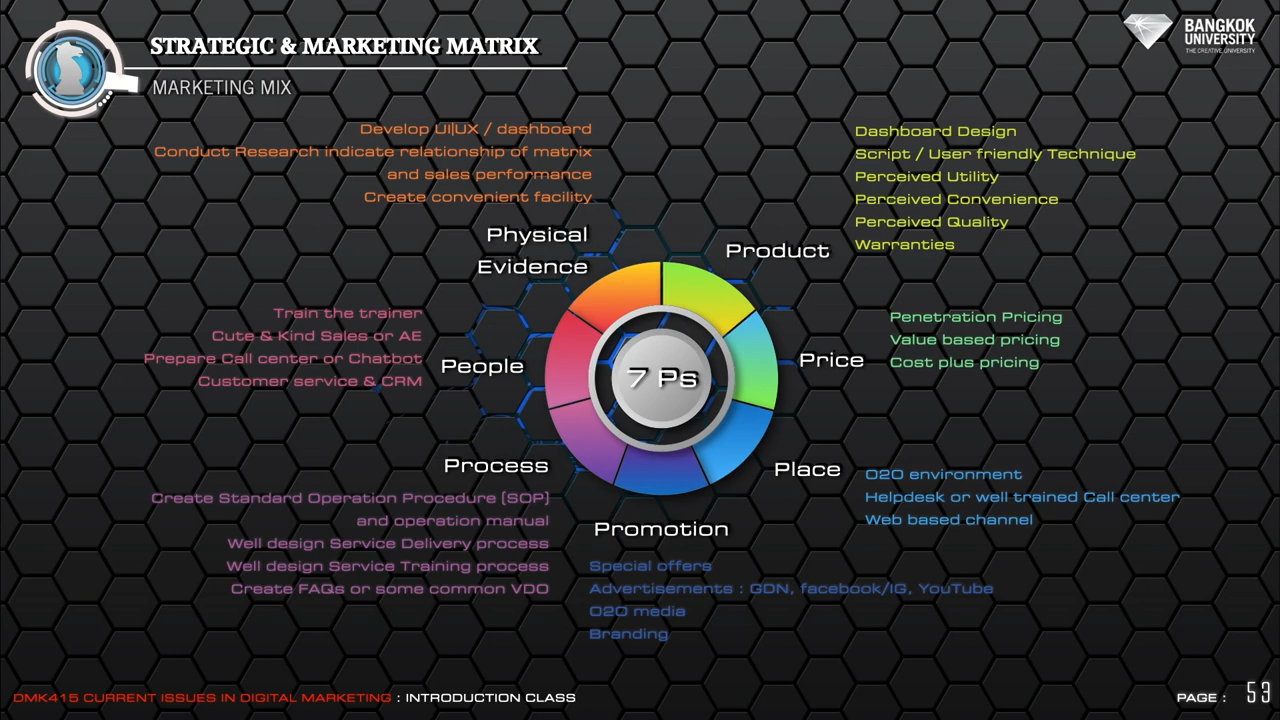 STRATEGIC & MARKETING MATRIX
MARKETING MIX
BANGKOK
UNIVERSITY
THE CREATIVE UNIVERSITY
Develop UI|UX / dashboard
Conduct Research indicate relationship of matrix
and sales performance
Create convenient facility
Physical
Evidence
Product
Dashboard Design
Script / User friendly Technique
Perceived Utility
Perceived Convenience
Perceived Quality
Warranties
Train the trainer
Cute & Kind Sales or AE
Prepare Call center or Chatbot
Customer service & CRM
People
7 Ps
Price
Penetration Pricing
Value based pricing
Cost plus pricing
Process
Create Standard Operation Procedure (SOP)
and operation manual
Well design Service Delivery process
Well design Service Training process
Create FAQs or some common VDO
Place
O2O environment
Helpdesk or well trained Call center
Web based channel
Promotion
Special offers
Advertisements : GDN, facebook/IG, YouTube
O2O media
Branding
DMK415 CURRENT ISSUES IN DIGITAL MARKETING : INTRODUCTION CLASS
PAGE : 53